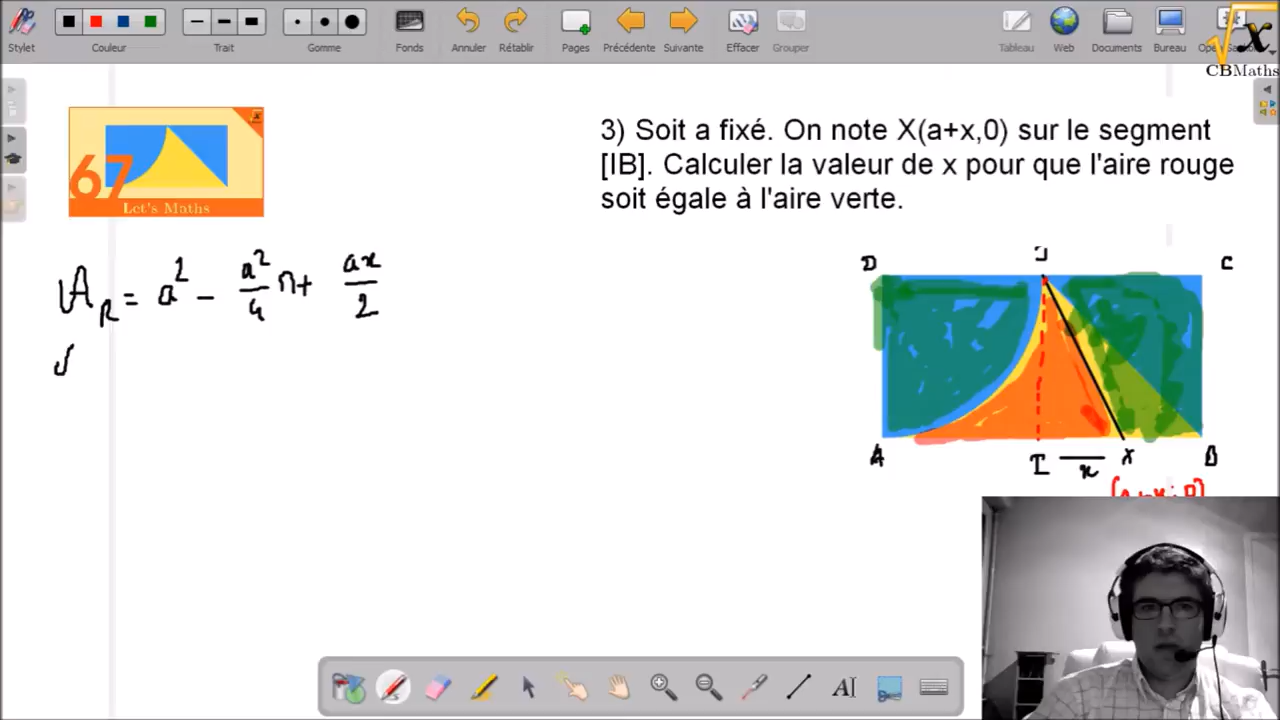 Stylet
Couleur
Trait
Gomme
Fonds
Annuler
Rétablir
Pages
Précédente
Suivante
Effacer
Grouper
Tableau
Web
Documents
Bureau
√x
CBMaths
67
Let's Maths
3) Soit a fixé. On note X(a+x,0) sur le segment
[IB]. Calculer la valeur de x pour que l'aire rouge
soit égale à l'aire verte.
A_R = a² - a²/4 π + ax/2
D
J
C
A
I
x
X
B
AI